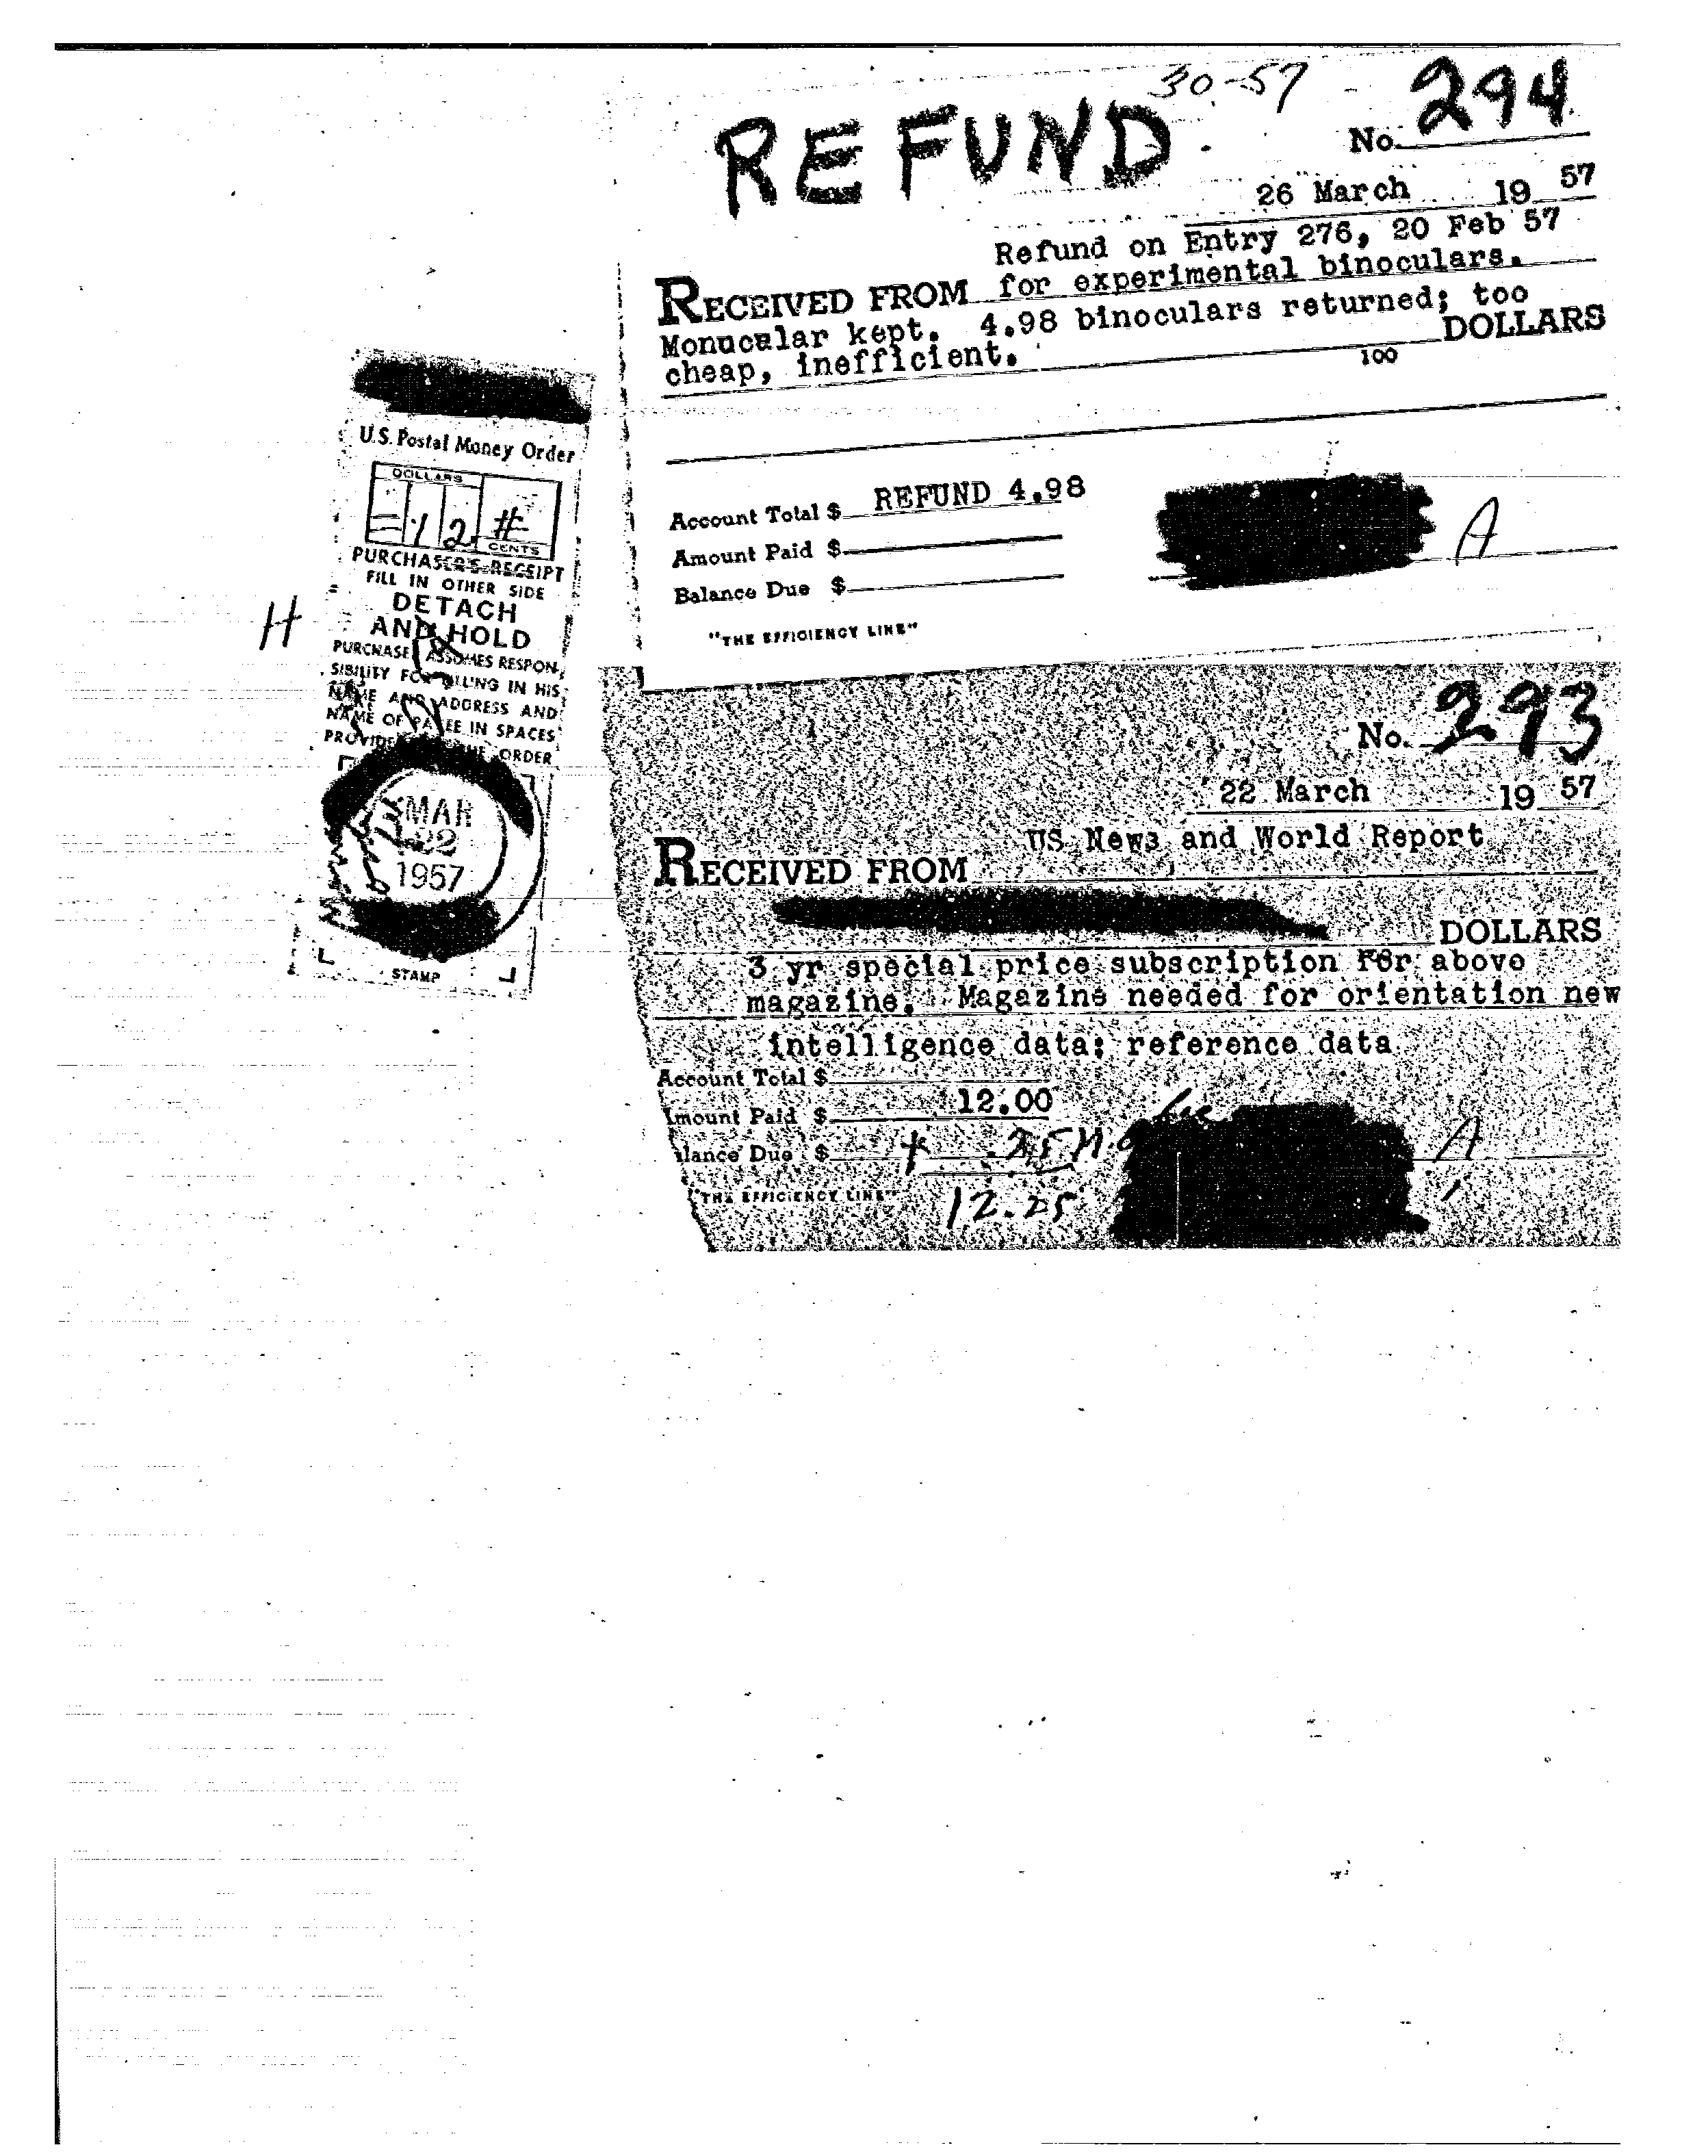 30-57
REFUND
No. 294
26 March 19 57
Refund on Entry 276, 20 Feb 57
RECEIVED FROM for experimental binoculars.
Monucular kept. 4.98 binoculars returned; too
DOLLARS
cheap, inefficient.
100
Account Total $ REFUND 4.98
A
Amount Paid $
Balance Due $
"THE EFFICIENCY LINE"
U.S. Postal Money Order
DOLLARS
12
CENTS
PURCHASER'S RECEIPT
FILL IN OTHER SIDE
DETACH
AND HOLD
H
PURCHASER ASSUMES RESPON-
SIBILITY FOR FILLING IN HIS
NAME AND ADDRESS AND
NAME OF PAYEE IN SPACES
PROVIDED ORDER
MAR
22
1957
STAMP
No. 293
22 March 19 57
US News and World Report
RECEIVED FROM
DOLLARS
3 yr special price subscription For above
magazine. Magazine needed for orientation new
intelligence data; reference data
Account Total $
Amount Paid $ 12.00
lance Due $ + .25 A
"THE EFFICIENCY LINE"
12.25